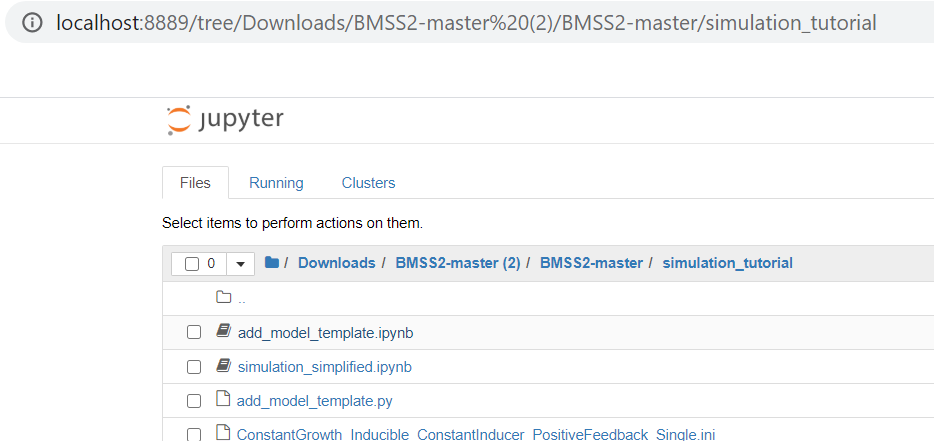 localhost:8889/tree/Downloads/BMSS2-master%20(2)/BMSS2-master/simulation_tutorial
jupyter
Files Running Clusters
Select items to perform actions on them.
0 / Downloads / BMSS2-master (2) / BMSS2-master / simulation_tutorial
..
add_model_template.ipynb
simulation_simplified.ipynb
add_model_template.py
ConstantGrowth_Inducible_ConstantInducer_PositiveFeedback_Single.ini